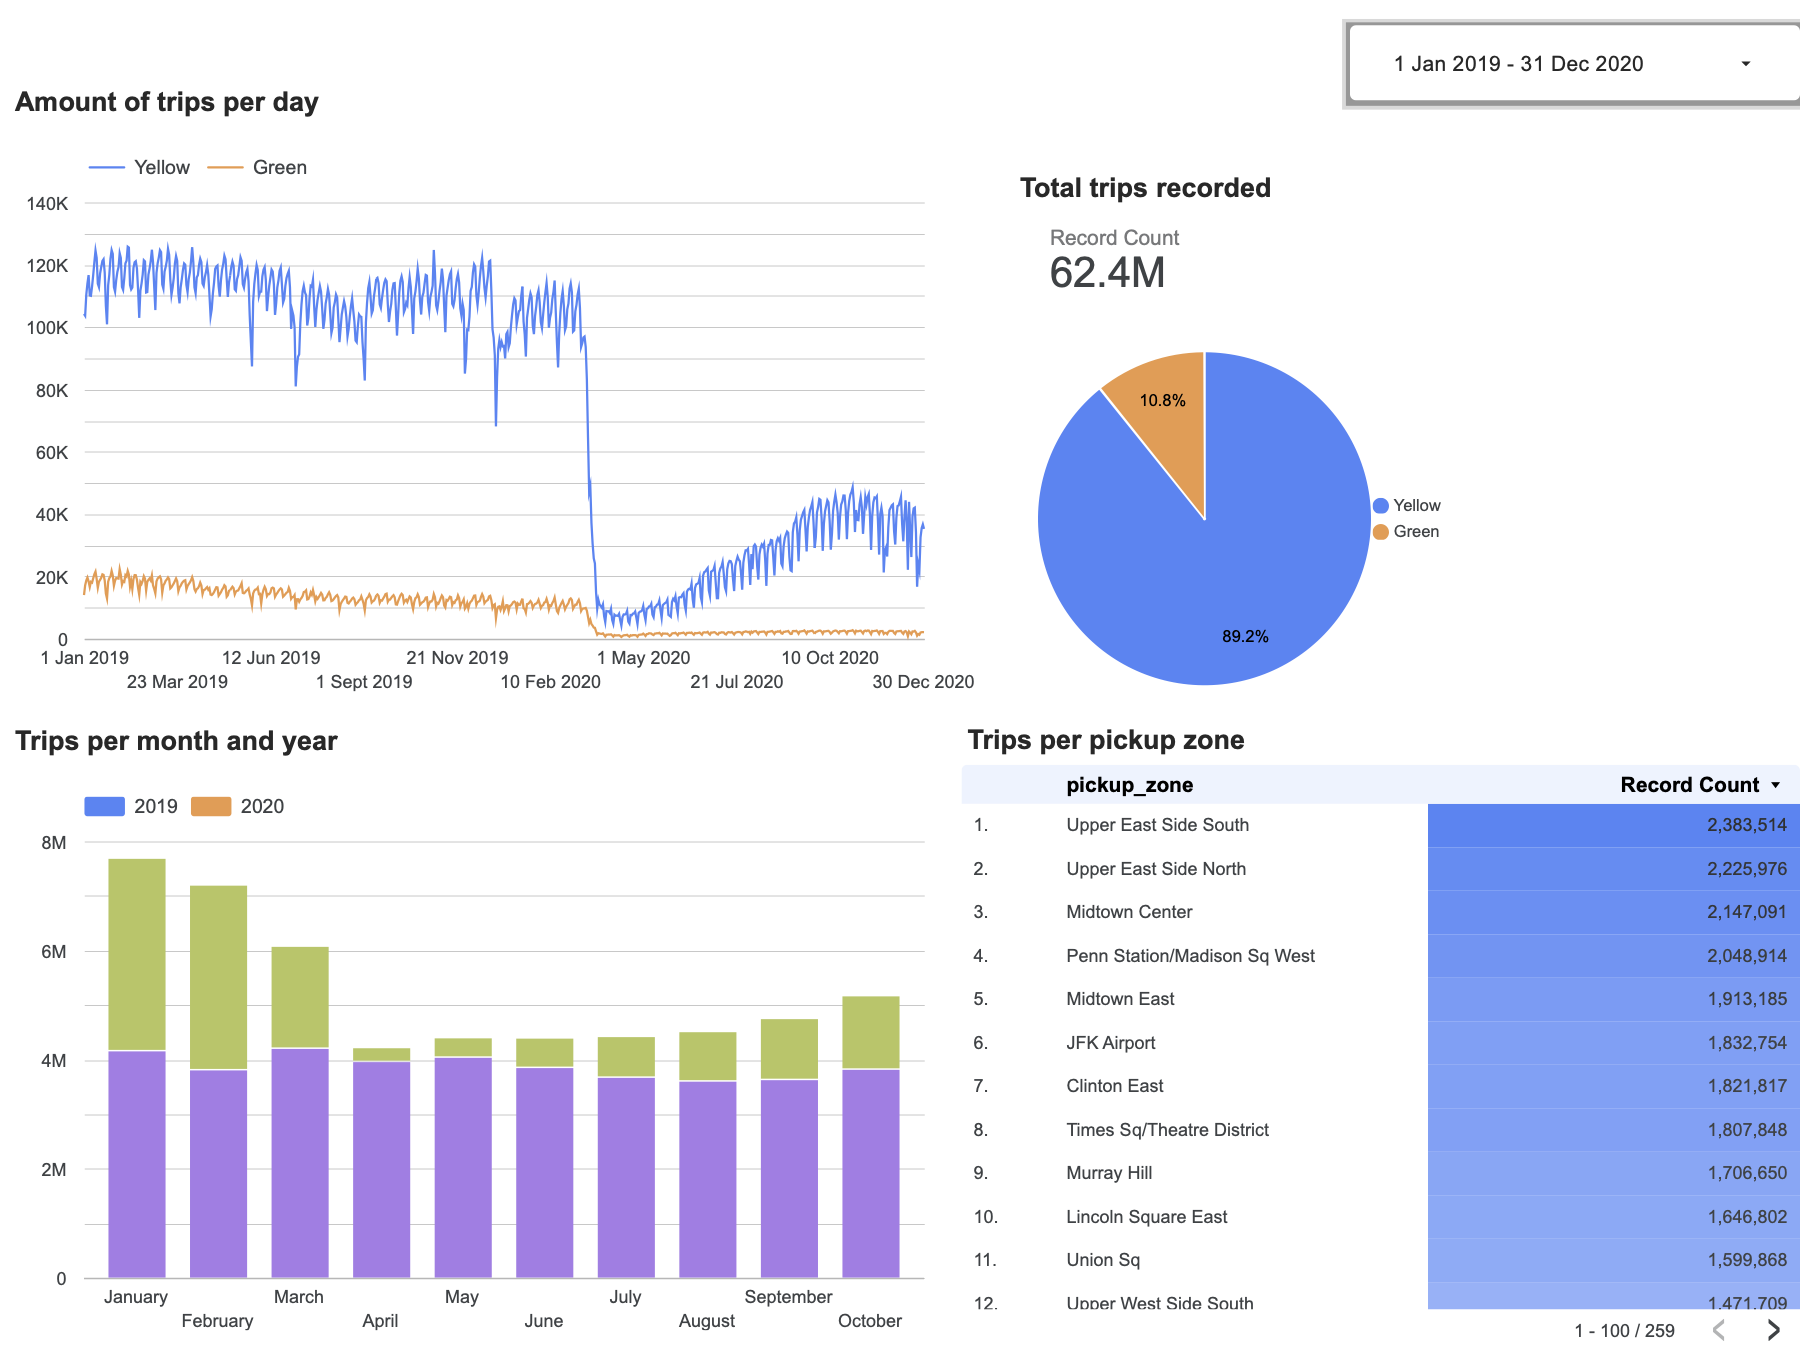 1 Jan 2019 - 31 Dec 2020
Amount of trips per day
Yellow Green
140K
120K
100K
80K
60K
40K
20K
0
1 Jan 2019 12 Jun 2019 21 Nov 2019 1 May 2020 10 Oct 2020
23 Mar 2019 1 Sept 2019 10 Feb 2020 21 Jul 2020 30 Dec 2020
Total trips recorded
Record Count
62.4M
10.8%
89.2%
Yellow
Green
Trips per month and year
2019 2020
8M
6M
4M
2M
0
January March May July September
February April June August October
Trips per pickup zone
pickup_zone Record Count
1. Upper East Side South 2,383,514
2. Upper East Side North 2,225,976
3. Midtown Center 2,147,091
4. Penn Station/Madison Sq West 2,048,914
5. Midtown East 1,913,185
6. JFK Airport 1,832,754
7. Clinton East 1,821,817
8. Times Sq/Theatre District 1,807,848
9. Murray Hill 1,706,650
10. Lincoln Square East 1,646,802
11. Union Sq 1,599,868
12. Upper West Side South 1,471,709
1 - 100 / 259